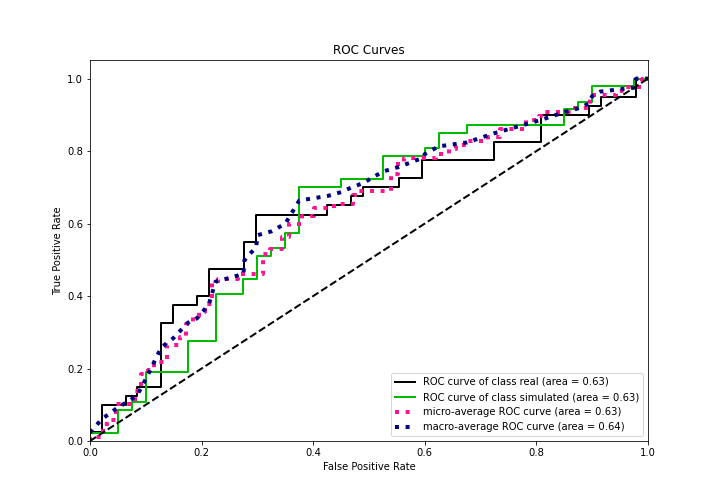 ROC Curves
True Positive Rate
1.0
0.8
0.6
0.4
0.2
0.0
ROC curve of class real (area = 0.63)
ROC curve of class simulated (area = 0.63)
micro-average ROC curve (area = 0.63)
macro-average ROC curve (area = 0.64)
0.0 0.2 0.4 0.6 0.8 1.0
False Positive Rate